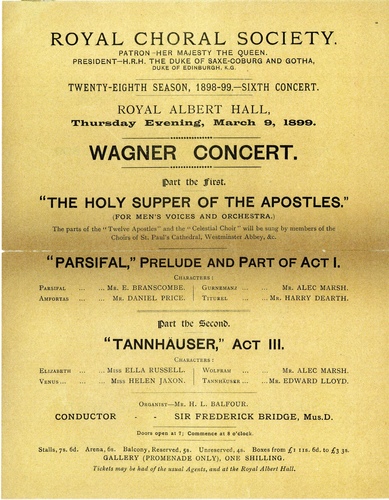 ROYAL CHORAL SOCIETY.
PATRON—HER MAJESTY THE QUEEN.
PRESIDENT—H.R.H. THE DUKE OF SAXE-COBURG AND GOTHA,
DUKE OF EDINBURGH, K.G.
TWENTY-EIGHTH SEASON, 1898-99.—SIXTH CONCERT.
ROYAL ALBERT HALL,
Thursday Evening, March 9, 1899.
WAGNER CONCERT.
Part the First.
"THE HOLY SUPPER OF THE APOSTLES."
(FOR MEN'S VOICES AND ORCHESTRA.)
The parts of the "Twelve Apostles" and the "Celestial Choir" will be sung by members of the
Choirs of St. Paul's Cathedral, Westminster Abbey, &c.
"PARSIFAL," PRELUDE AND PART OF ACT I.
CHARACTERS:
PARSIFAL ... ... MR. E. BRANSCOMBE. GURNEMANZ ... MR. ALEC MARSH.
AMFORTAS ... MR. DANIEL PRICE. TITUREL ... MR. HARRY DEARTH.
Part the Second.
"TANNHÄUSER," ACT III.
CHARACTERS:
ELIZABETH ... ... MISS ELLA RUSSELL. WOLFRAM ... MR. ALEC MARSH.
VENUS ... ... MISS HELEN JAXON. TANNHÄUSER ... MR. EDWARD LLOYD.
ORGANIST—MR. H. L. BALFOUR.
CONDUCTOR - - SIR FREDERICK BRIDGE, MUS.D.
Doors open at 7; Commence at 8 o'clock.
Stalls, 7s. 6d. Arena, 6s. Balcony, Reserved, 5s. Unreserved, 4s. Boxes from £1 11s. 6d. to £3 3s.
GALLERY (PROMENADE ONLY), ONE SHILLING.
Tickets may be had of the usual Agents, and at the Royal Albert Hall.